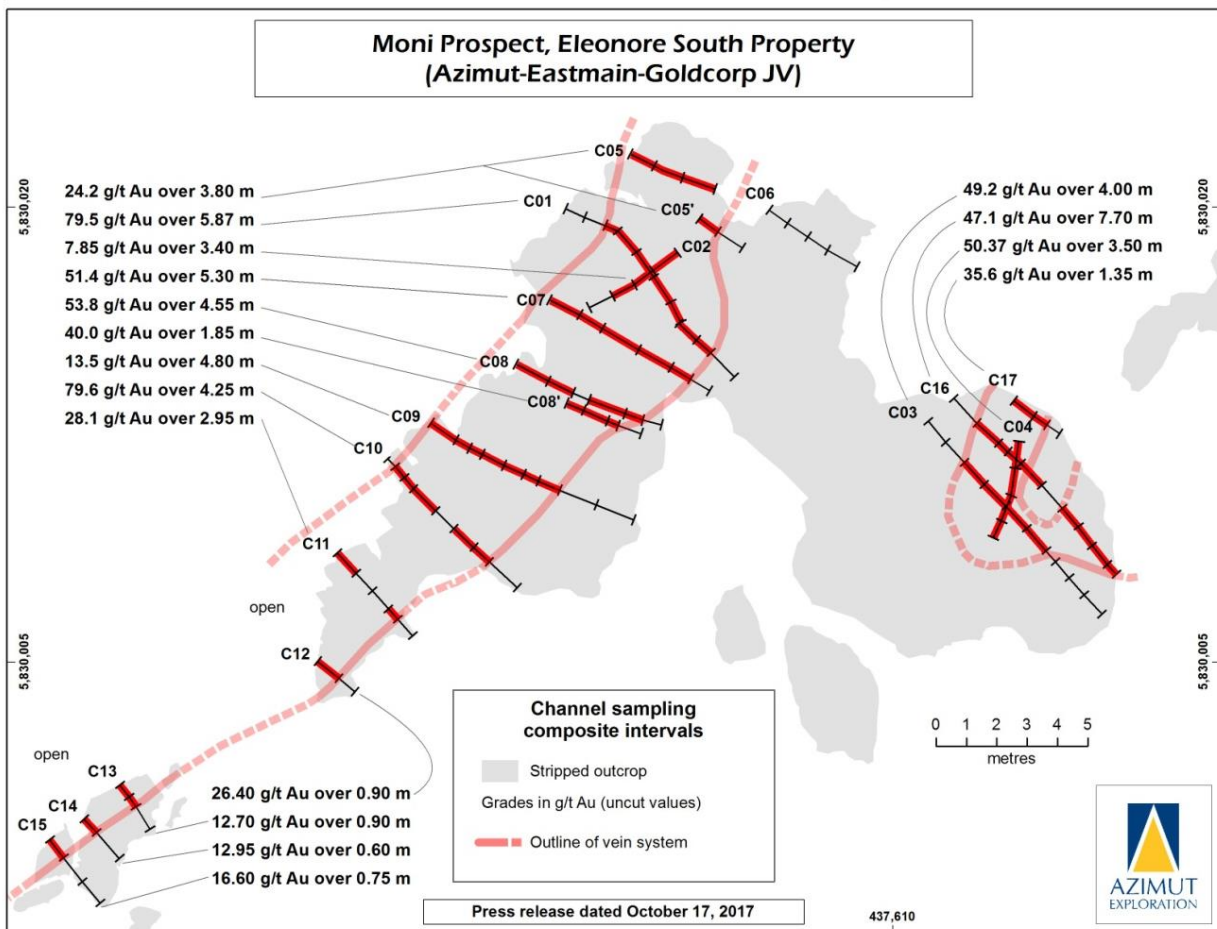 Moni Prospect, Eleonore South Property
(Azimut-Eastmain-Goldcorp JV)
24.2 g/t Au over 3.80 m
79.5 g/t Au over 5.87 m
7.85 g/t Au over 3.40 m
51.4 g/t Au over 5.30 m
53.8 g/t Au over 4.55 m
40.0 g/t Au over 1.85 m
13.5 g/t Au over 4.80 m
79.6 g/t Au over 4.25 m
28.1 g/t Au over 2.95 m
49.2 g/t Au over 4.00 m
47.1 g/t Au over 7.70 m
50.37 g/t Au over 3.50 m
35.6 g/t Au over 1.35 m
5,830,020
5,830,020
C05
C01
C05'
C06
C02
C07
C08
C08'
C09
C10
C11
C12
C16
C17
C03
C04
open
5,830,005
5,830,005
open
C13
C14
C15
26.40 g/t Au over 0.90 m
12.70 g/t Au over 0.90 m
12.95 g/t Au over 0.60 m
16.60 g/t Au over 0.75 m
Channel sampling
composite intervals
Stripped outcrop
Grades in g/t Au (uncut values)
Outline of vein system
0 1 2 3 4 5
metres
Press release dated October 17, 2017
437,610
AZIMUT
EXPLORATION